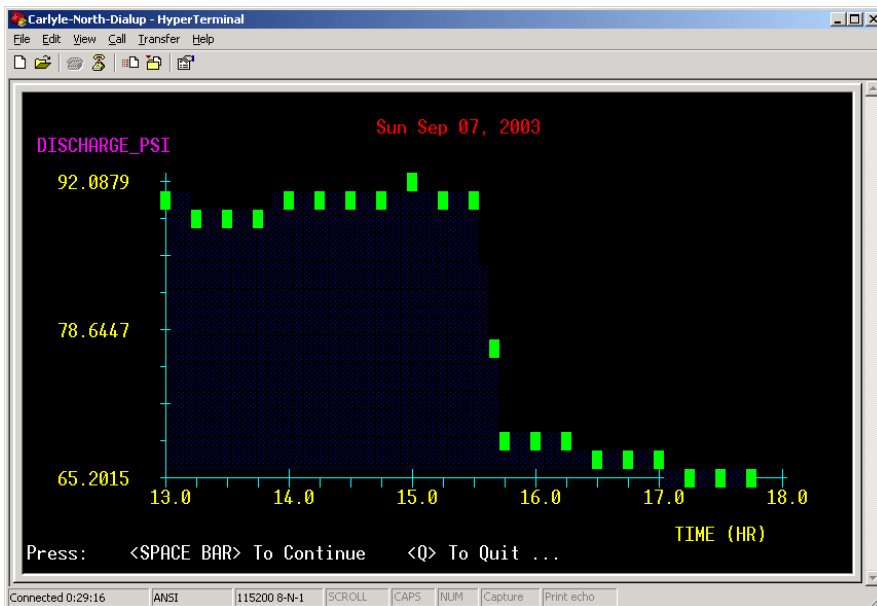 Carlyle-North-Dialup - HyperTerminal
File Edit View Call Transfer Help
Sun Sep 07, 2003
DISCHARGE_PSI
92.0879
78.6447
65.2015
13.0 14.0 15.0 16.0 17.0 18.0
TIME (HR)
Press: <SPACE BAR> To Continue <Q> To Quit ...
Connected 0:29:16 ANSI 115200 8-N-1 SCROLL CAPS NUM Capture Print echo